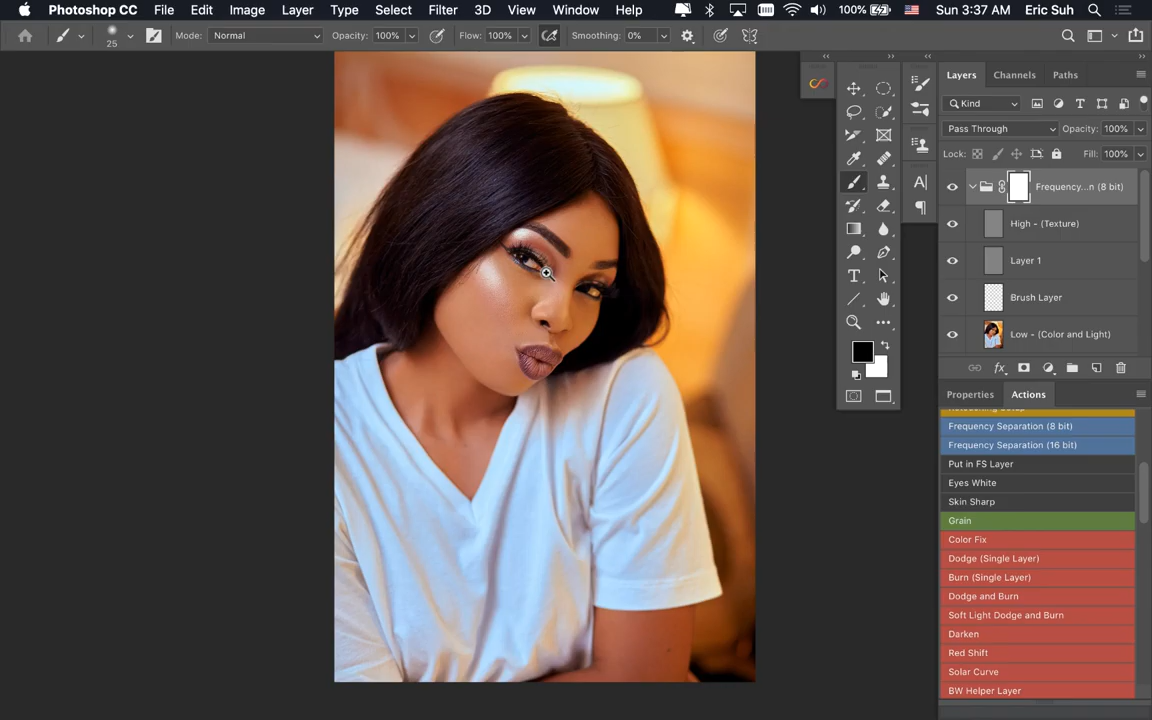 Photoshop CC File Edit Image Layer Type Select Filter 3D View Window Help 100% Sun 3:37 AM Eric Suh
25 Mode: Normal Opacity: 100% Flow: 100% Smoothing: 0%
Layers Channels Paths
Kind
Pass Through Opacity: 100%
Lock: Fill: 100%
Frequency...n (8 bit)
High - (Texture)
Layer 1
Brush Layer
Low - (Color and Light)
Properties Actions
Frequency Separation (8 bit)
Frequency Separation (16 bit)
Put in FS Layer
Eyes White
Skin Sharp
Grain
Color Fix
Dodge (Single Layer)
Burn (Single Layer)
Dodge and Burn
Soft Light Dodge and Burn
Darken
Red Shift
Solar Curve
BW Helper Layer